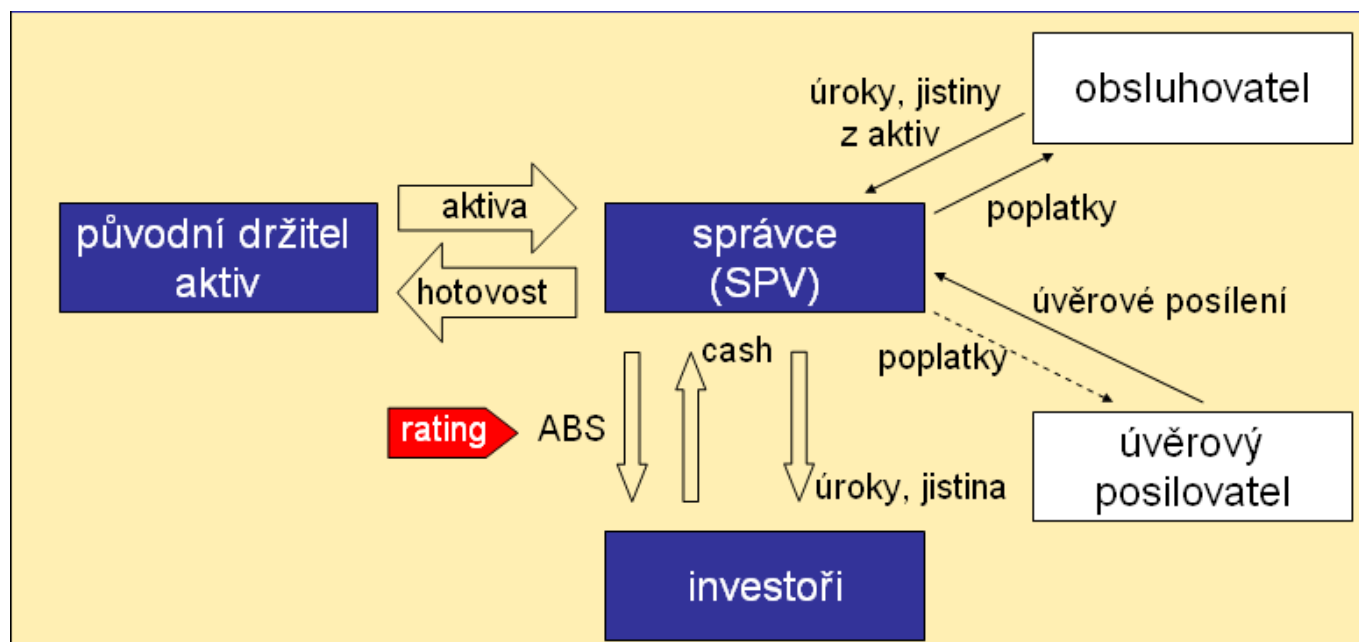 obsluhovatel
úroky, jistiny
z aktiv
poplatky
původní držitel
aktiv
aktiva
hotovost
správce
(SPV)
úvěrové posílení
cash
poplatky
rating
ABS
úvěrový
posilovatel
úroky, jistina
investoři